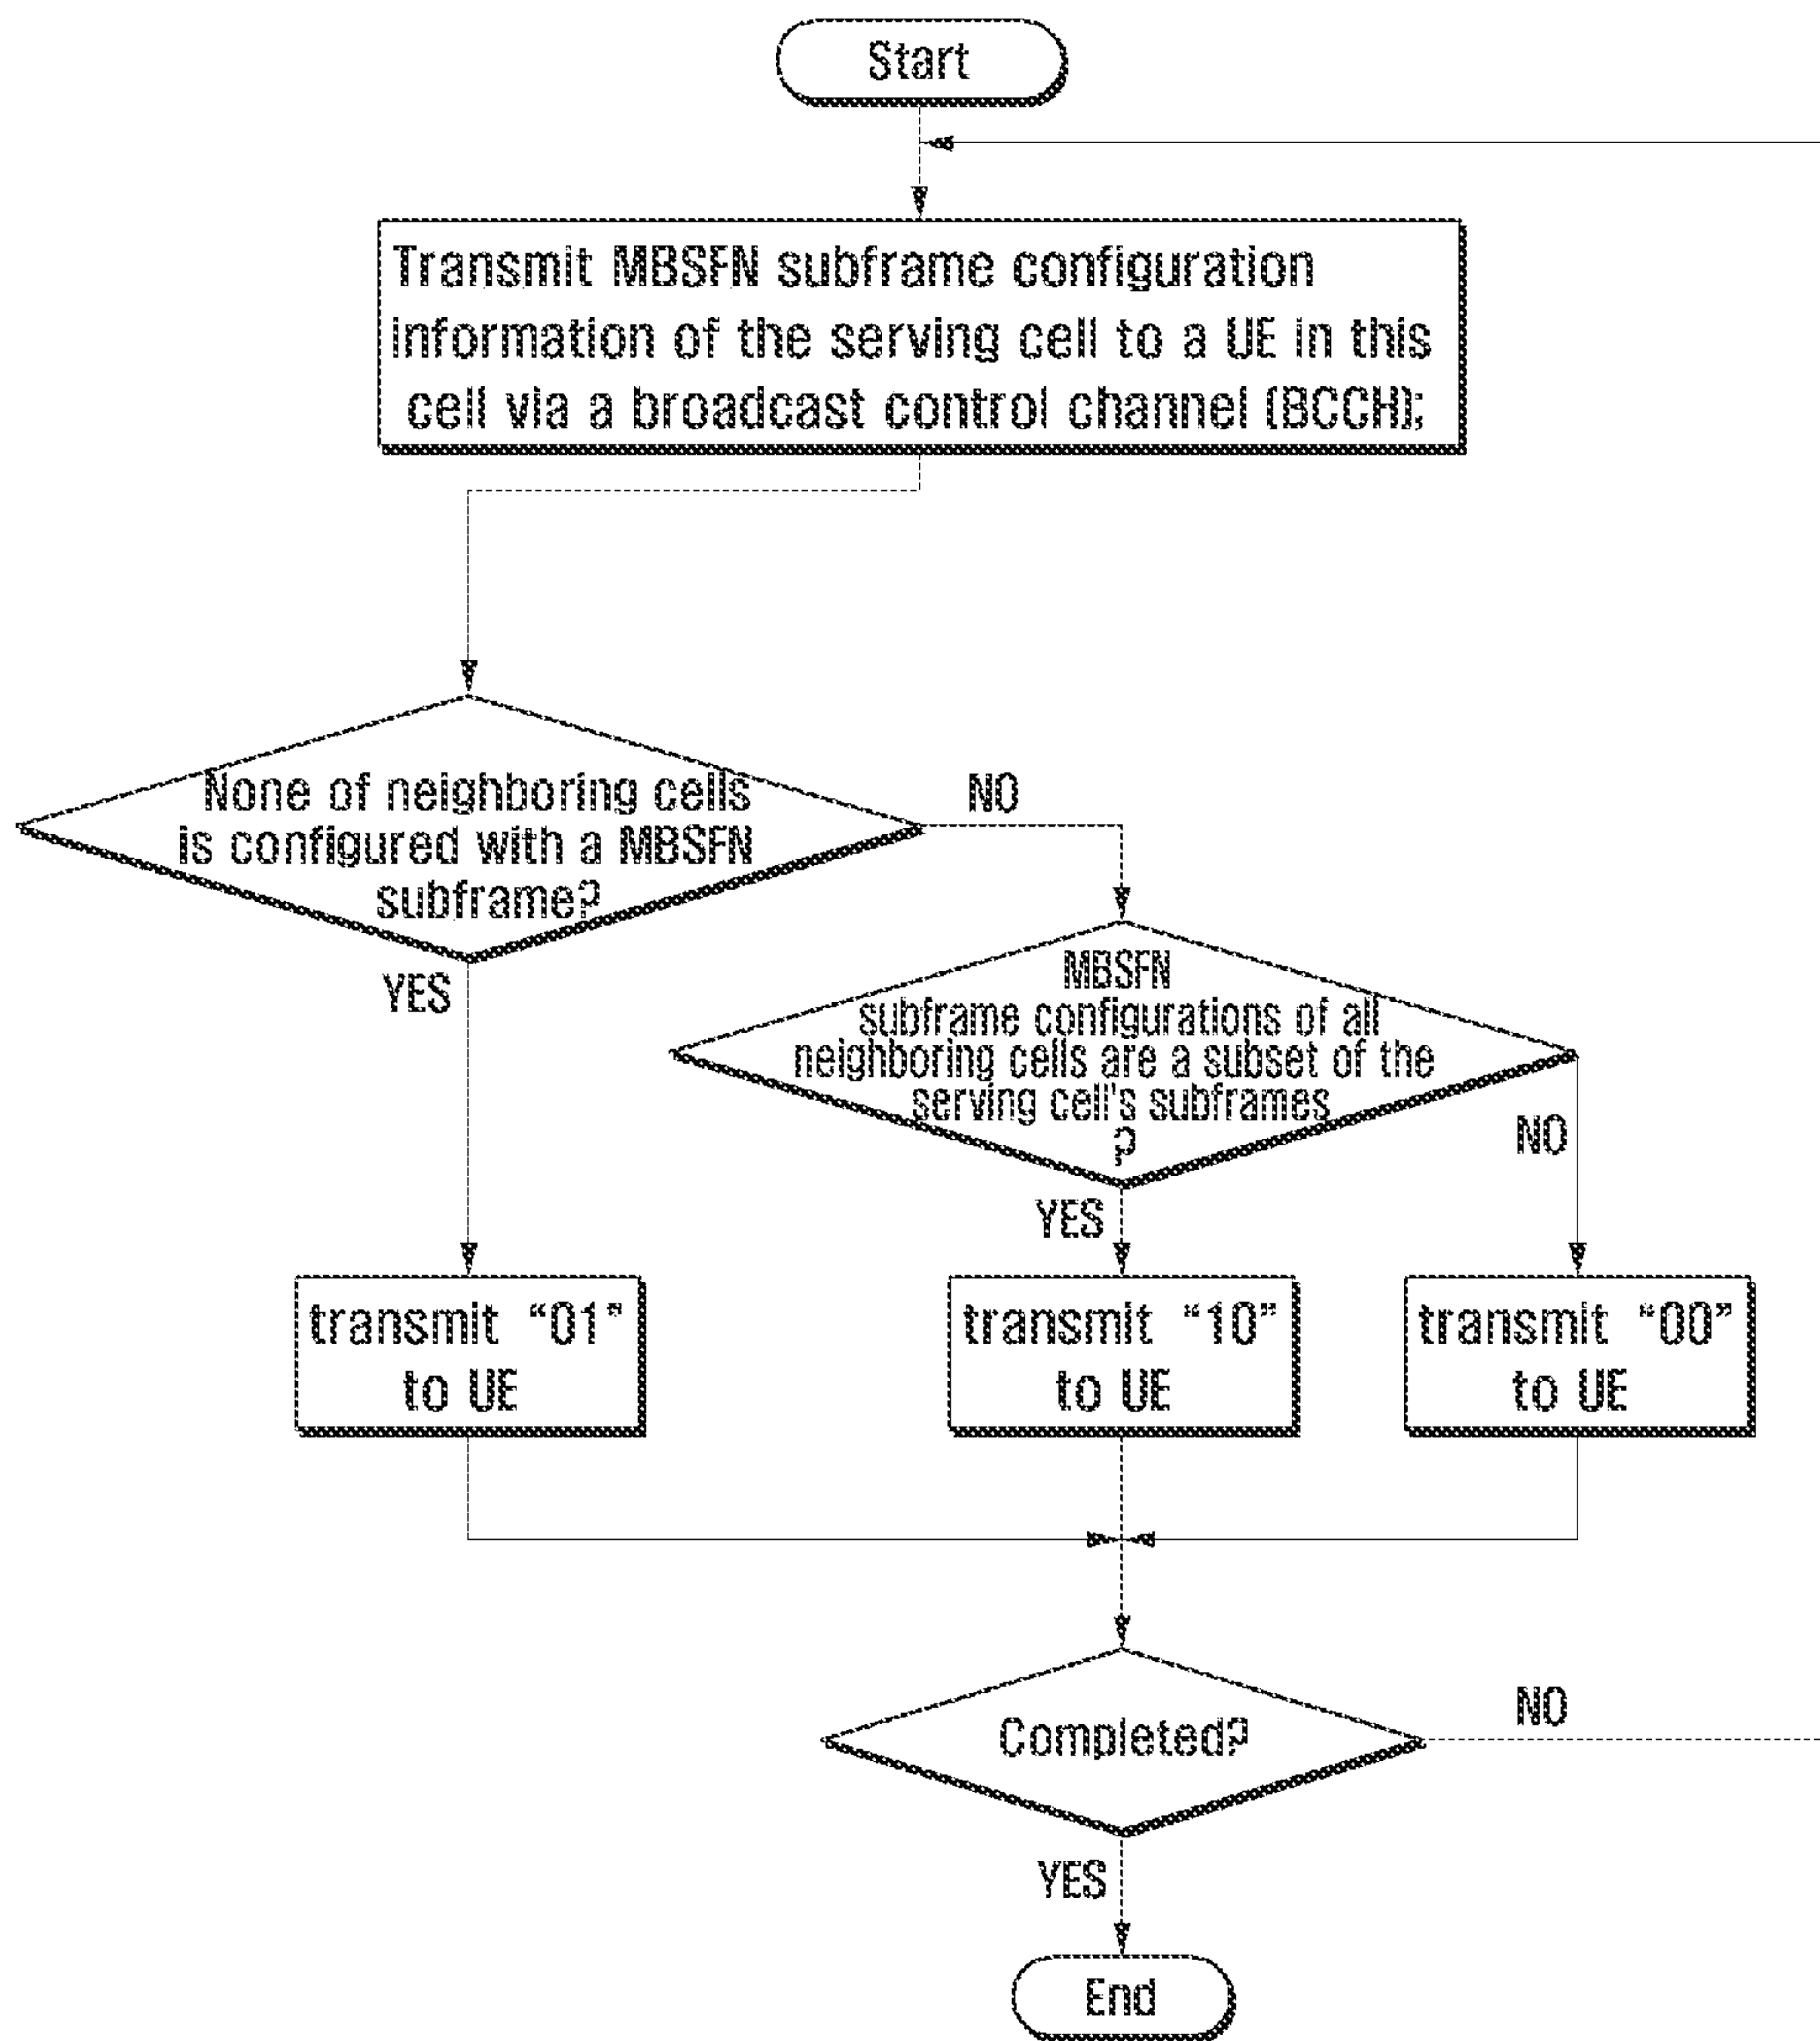 Start
Transmit MBSFN subframe configuration
information of the serving cell to a UE in this
cell via a broadcast control channel (BCCH);
None of neighboring cells
is configured with a MBSFN
subframe?
NO
YES
MBSFN
subframe configurations of all
neighboring cells are a subset of the
serving cell's subframes
?
NO
YES
transmit “01”
to UE
transmit “10”
to UE
transmit “00”
to UE
Completed?
NO
YES
End